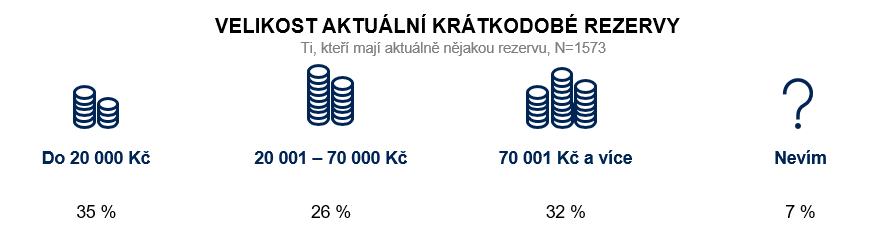 VELIKOST AKTUÁLNÍ KRÁTKODOBÉ REZERVY
Ti, kteří mají aktuálně nějakou rezervu, N=1573
Do 20 000 Kč 20 001 – 70 000 Kč 70 001 Kč a více Nevím
35 % 26 % 32 % 7 %